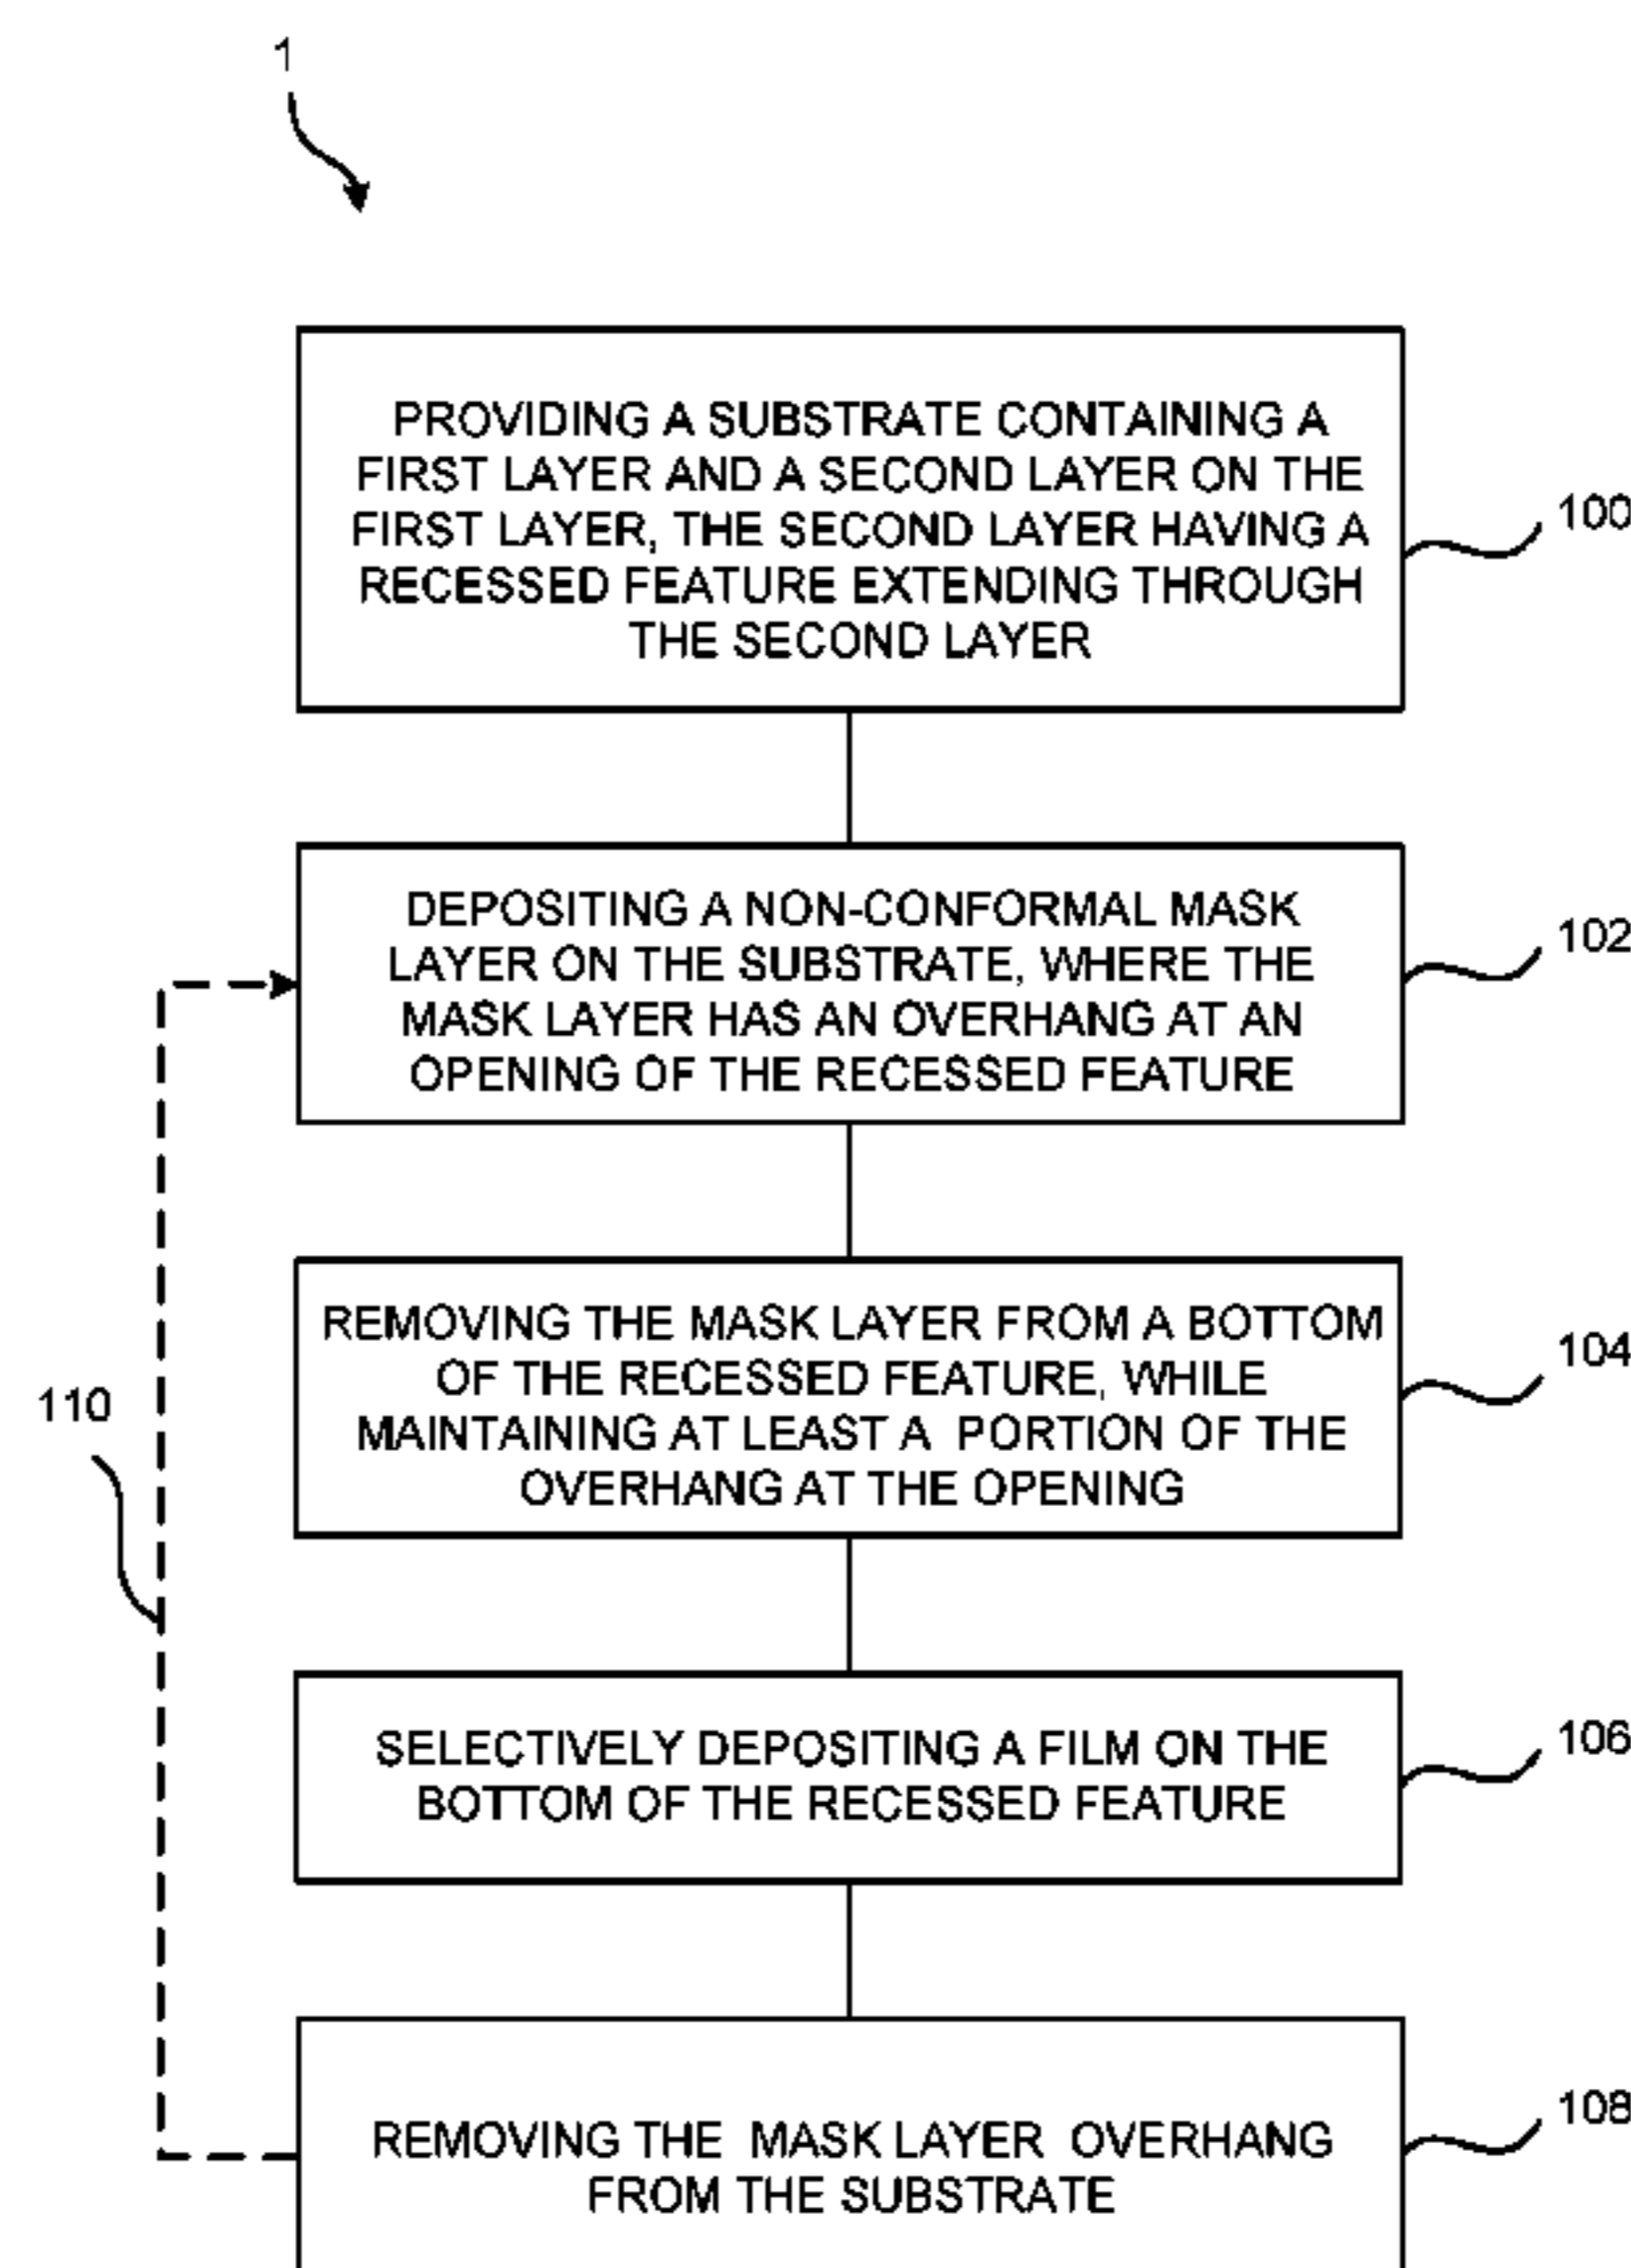 1
PROVIDING A SUBSTRATE CONTAINING A
FIRST LAYER AND A SECOND LAYER ON THE
FIRST LAYER, THE SECOND LAYER HAVING A
RECESSED FEATURE EXTENDING THROUGH
THE SECOND LAYER
100
DEPOSITING A NON-CONFORMAL MASK
LAYER ON THE SUBSTRATE, WHERE THE
MASK LAYER HAS AN OVERHANG AT AN
OPENING OF THE RECESSED FEATURE
102
REMOVING THE MASK LAYER FROM A BOTTOM
OF THE RECESSED FEATURE, WHILE
MAINTAINING AT LEAST A PORTION OF THE
OVERHANG AT THE OPENING
104
110
SELECTIVELY DEPOSITING A FILM ON THE
BOTTOM OF THE RECESSED FEATURE
106
REMOVING THE MASK LAYER OVERHANG
FROM THE SUBSTRATE
108